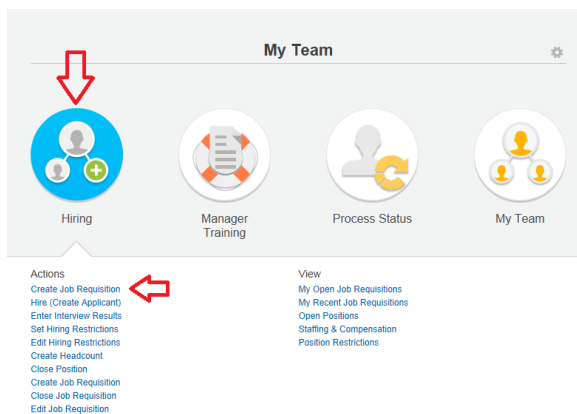 My Team
Hiring
Manager
Training
Process Status
My Team
Actions
Create Job Requisition
Hire (Create Applicant)
Enter Interview Results
Set Hiring Restrictions
Edit Hiring Restrictions
Create Headcount
Close Position
Create Job Requisition
Close Job Requisition
Edit Job Requisition
View
My Open Job Requisitions
My Recent Job Requisitions
Open Positions
Staffing & Compensation
Position Restrictions